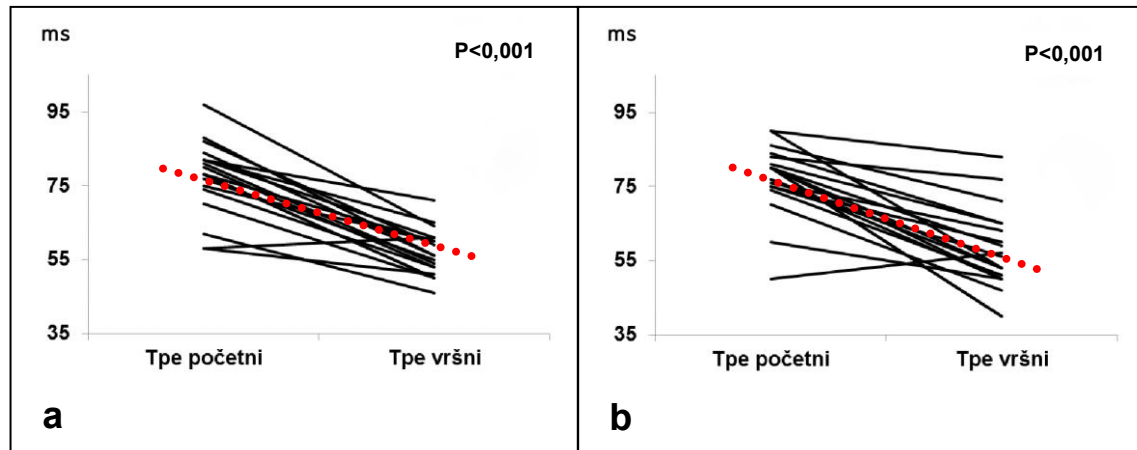 ms
P<0,001
95
75
55
35
Tpe početni Tpe vršni
a
ms
P<0,001
95
75
55
35
Tpe početni Tpe vršni
b